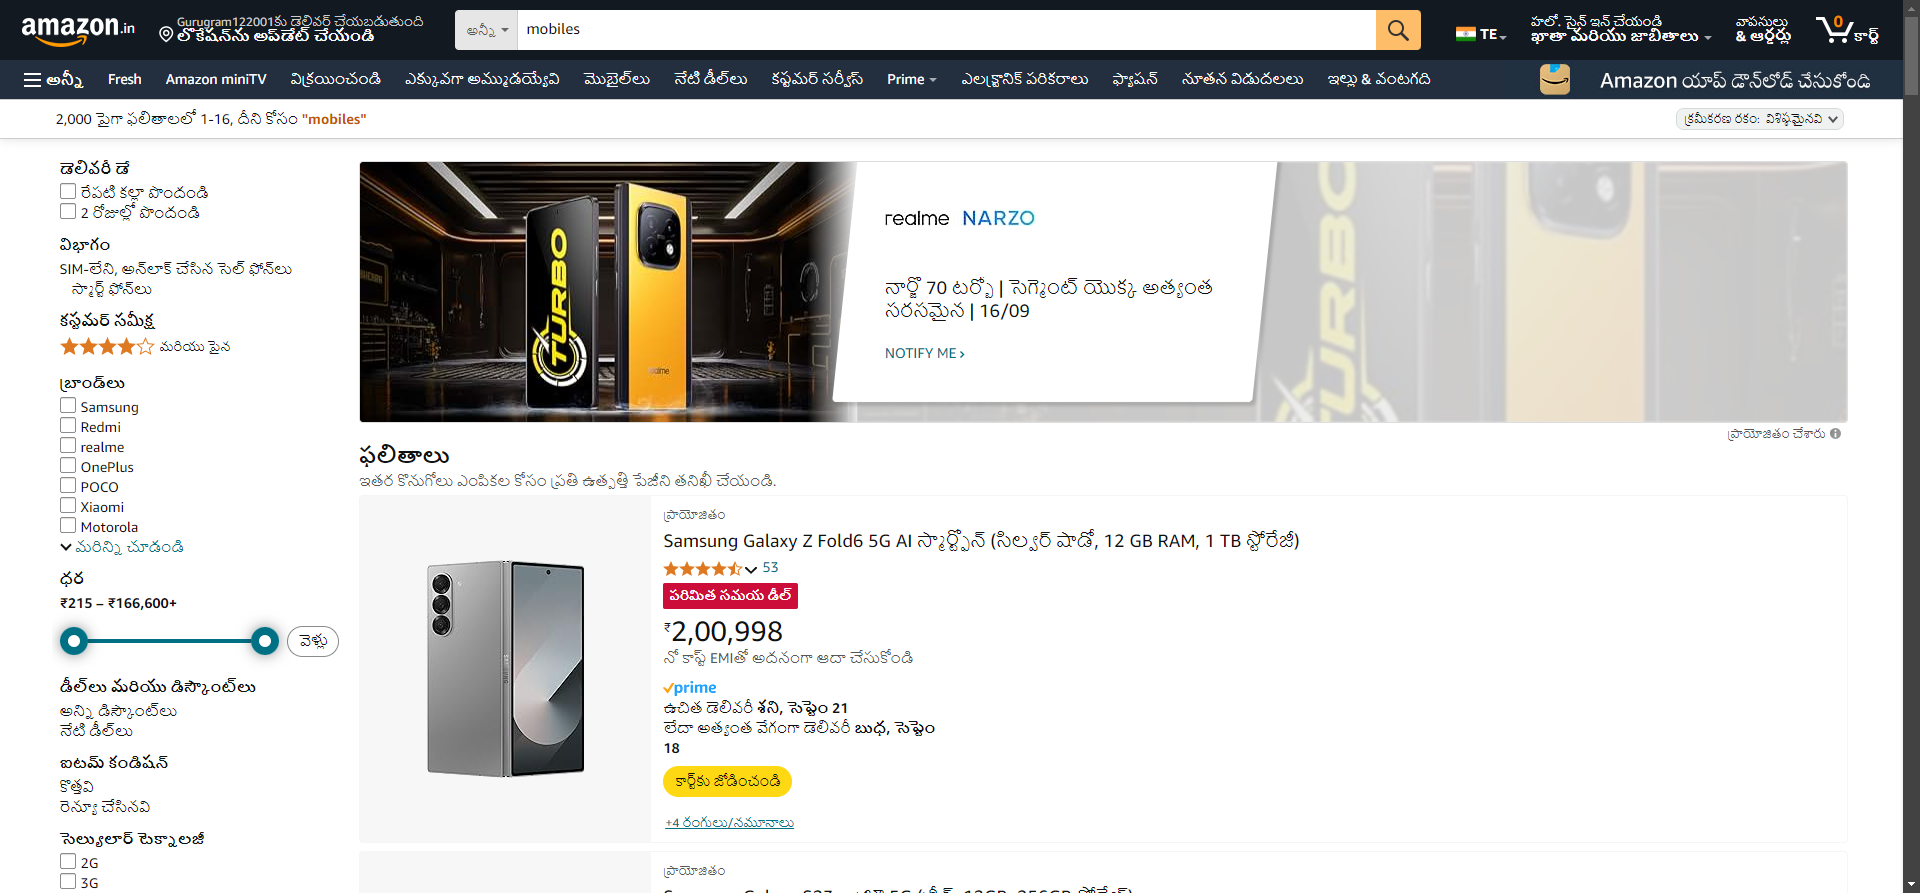 amazon.in
Gurugram122001కు డెలివర్ చేయబడుతుంది
లొకేషన్‌ను అప్‌డేట్ చేయండి
అన్నీ
mobiles
TE
హలో. సైన్ ఇన్ చేయండి
ఖాతా మరియు జాబితాలు
వాపసులు
& ఆర్డర్లు
0
కార్ట్
అన్నీ
Fresh
Amazon miniTV
విక్రయించండి
ఎక్కువగా అమ్ముడయ్యేవి
మొబైల్‌లు
నేటి డీల్‌లు
కస్టమర్ సర్వీస్
Prime
ఎలక్ట్రానిక్ పరికరాలు
ఫ్యాషన్
నూతన విడుదలలు
ఇల్లు & వంటగది
Amazon యాప్ డౌన్‌లోడ్ చేసుకోండి
2,000 పైగా ఫలితాలలో 1-16, దీని కోసం "mobiles"
క్రమీకరణ రకం: విశిష్టమైనవి
డెలివరీ డే
రేపటి కల్లా పొందండి
2 రోజుల్లో పొందండి
విభాగం
SIM-లేని, అన్‌లాక్ చేసిన సెల్ ఫోన్‌లు
స్మార్ట్ ఫోన్‌లు
కస్టమర్ సమీక్ష
మరియు పైన
బ్రాండ్‌లు
Samsung
Redmi
realme
OnePlus
POCO
Xiaomi
Motorola
మరిన్ని చూడండి
ధర
₹215 – ₹166,600+
వెళ్లు
డీల్‌లు మరియు డిస్కౌంట్‌లు
అన్ని డిస్కౌంట్‌లు
నేటి డీల్‌లు
ఐటమ్ కండిషన్
కొత్తవి
రెన్యూ చేసినవి
సెల్యులార్ టెక్నాలజీ
2G
3G
TURBO
realme
realme NARZO
నార్జో 70 టర్బో | సెగ్మెంట్ యొక్క అత్యంత
సరసమైన | 16/09
NOTIFY ME ›
TURBO
ప్రాయోజితం చేశారు
ఫలితాలు
ఇతర కొనుగోలు ఎంపికల కోసం ప్రతి ఉత్పత్తి పేజీని తనిఖీ చేయండి.
ప్రాయోజితం
Samsung Galaxy Z Fold6 5G AI స్మార్ట్ఫోన్ (సిల్వర్ షాడో, 12 GB RAM, 1 TB స్టోరేజీ)
53
పరిమిత సమయ డీల్
₹2,00,998
నో కాస్ట్ EMIతో అదనంగా ఆదా చేసుకోండి
prime
ఉచిత డెలివరీ శని, సెప్టెం 21
లేదా అత్యంత వేగంగా డెలివరీ బుధ, సెప్టెం
18
కార్ట్‌కు జోడించండి
+4 రంగులు/నమూనాలు
ప్రాయోజితం